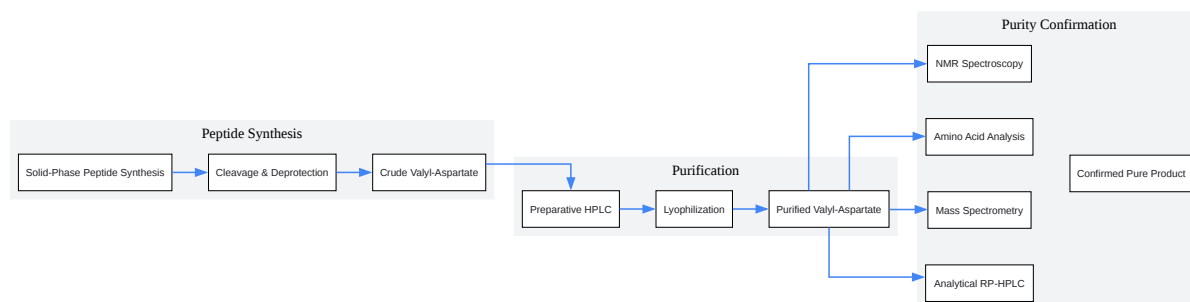 Peptide Synthesis
Solid-Phase Peptide Synthesis
Cleavage & Deprotection
Crude Valyl-Aspartate
Purification
Preparative HPLC
Lyophilization
Purified Valyl-Aspartate
Purity Confirmation
NMR Spectroscopy
Amino Acid Analysis
Mass Spectrometry
Analytical RP-HPLC
Confirmed Pure Product